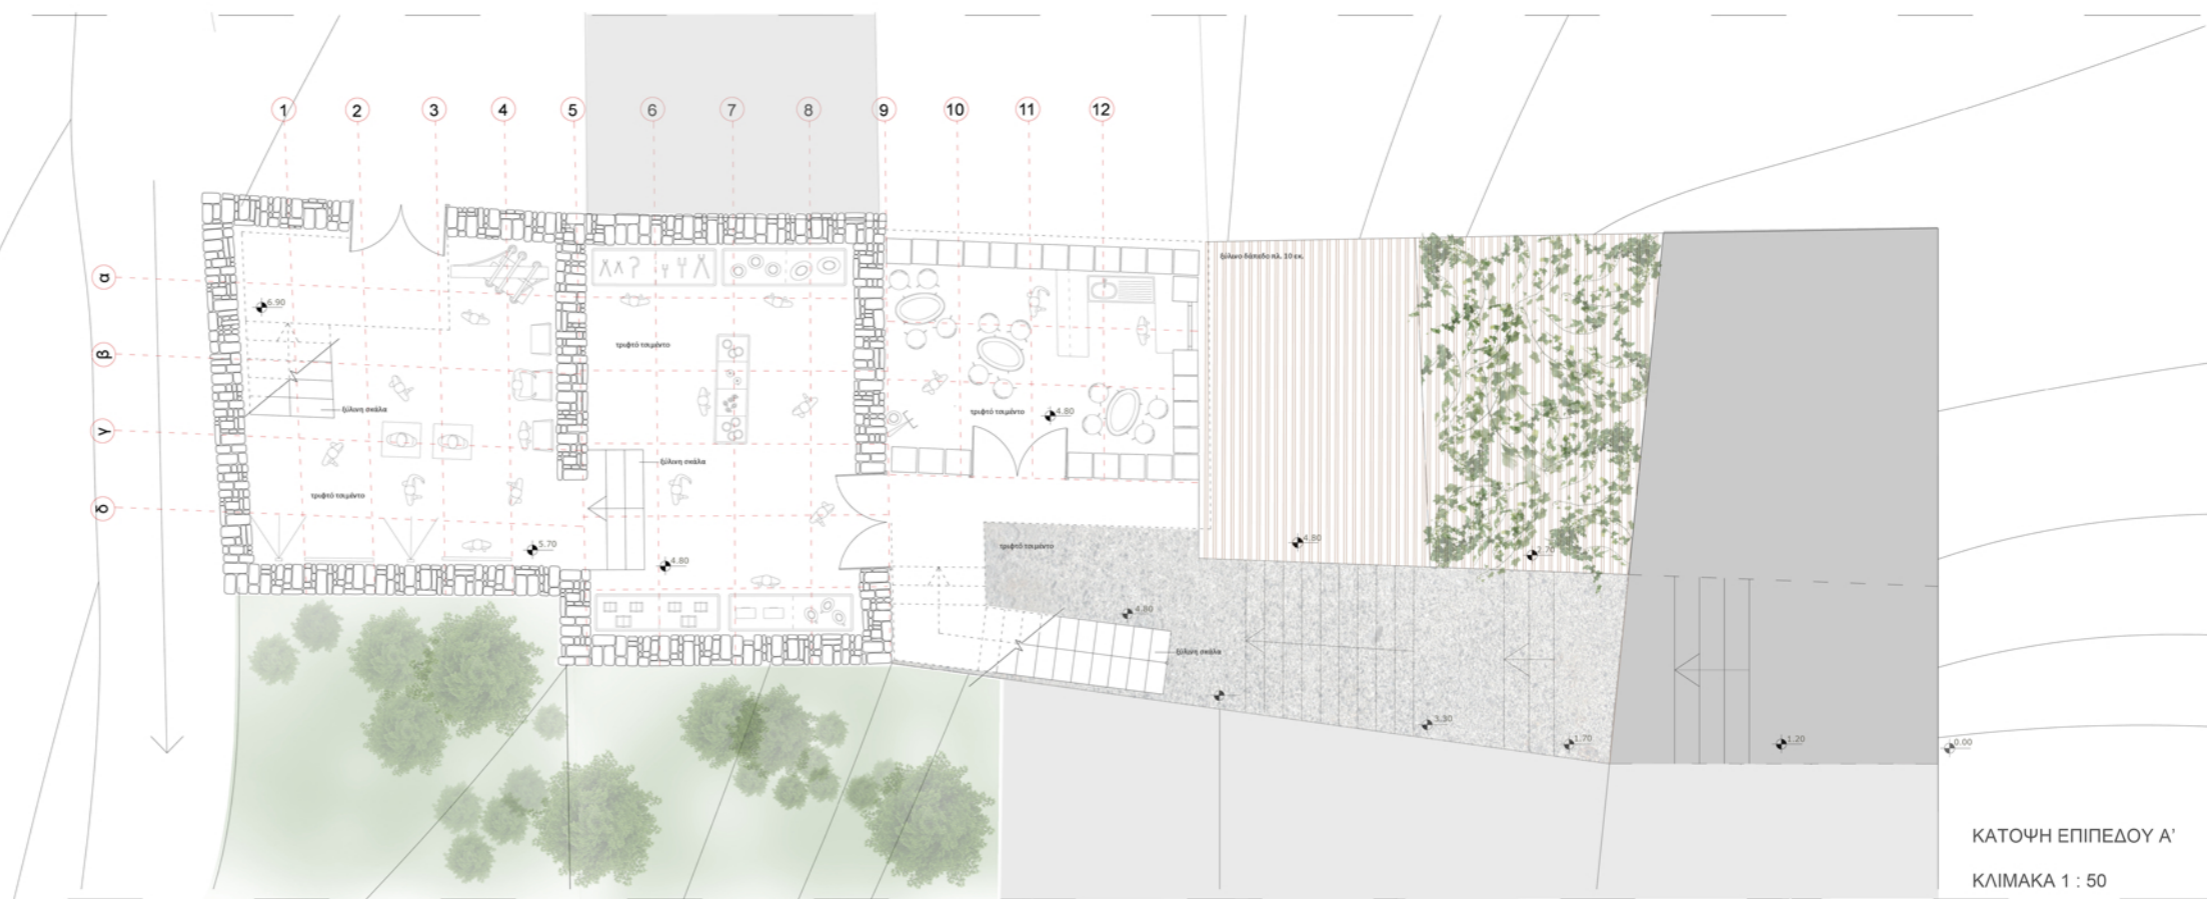 1 2 3 4 5 6 7 8 9 10 11 12
α
β
γ
δ
6.90
ξύλινη σκάλα
τριφτό τσιμέντο
5.70
τριφτό τσιμέντο
ξύλινη σκάλα
4.80
τριφτό τσιμέντο
4.80
ξύλινο δάπεδο πλ. 10 εκ.
4.80
2.70
τριφτό τσιμέντο
4.80
ξύλινη σκάλα
3.30
1.70
1.20
0.00
ΚΑΤΟΨΗ ΕΠΙΠΕΔΟΥ Α'
ΚΛΙΜΑΚΑ 1 : 50